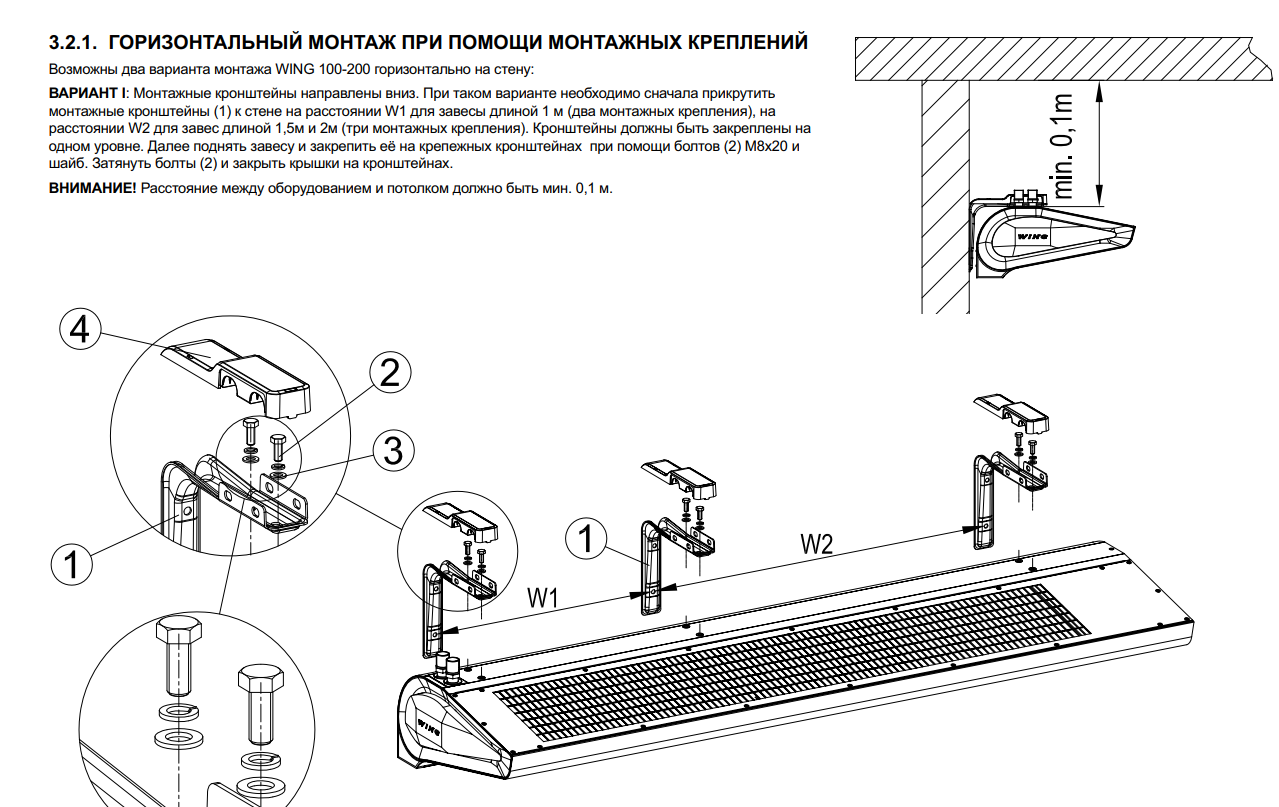 3.2.1. ГОРИЗОНТАЛЬНЫЙ МОНТАЖ ПРИ ПОМОЩИ МОНТАЖНЫХ КРЕПЛЕНИЙ
Возможны два варианта монтажа WING 100-200 горизонтально на стену:
ВАРИАНТ I: Монтажные кронштейны направлены вниз. При таком варианте необходимо сначала прикрутить
монтажные кронштейны (1) к стене на расстоянии W1 для завесы длиной 1 м (два монтажных крепления), на
расстоянии W2 для завес длиной 1,5м и 2м (три монтажных крепления). Кронштейны должны быть закреплены на
одном уровне. Далее поднять завесу и закрепить её на крепежных кронштейнах при помощи болтов (2) M8x20 и
шайб. Затянуть болты (2) и закрыть крышки на кронштейнах.
ВНИМАНИЕ! Расстояние между оборудованием и потолком должно быть мин. 0,1 м.
min. 0,1m
WING
4
2
3
1
1
W1
W2
WING